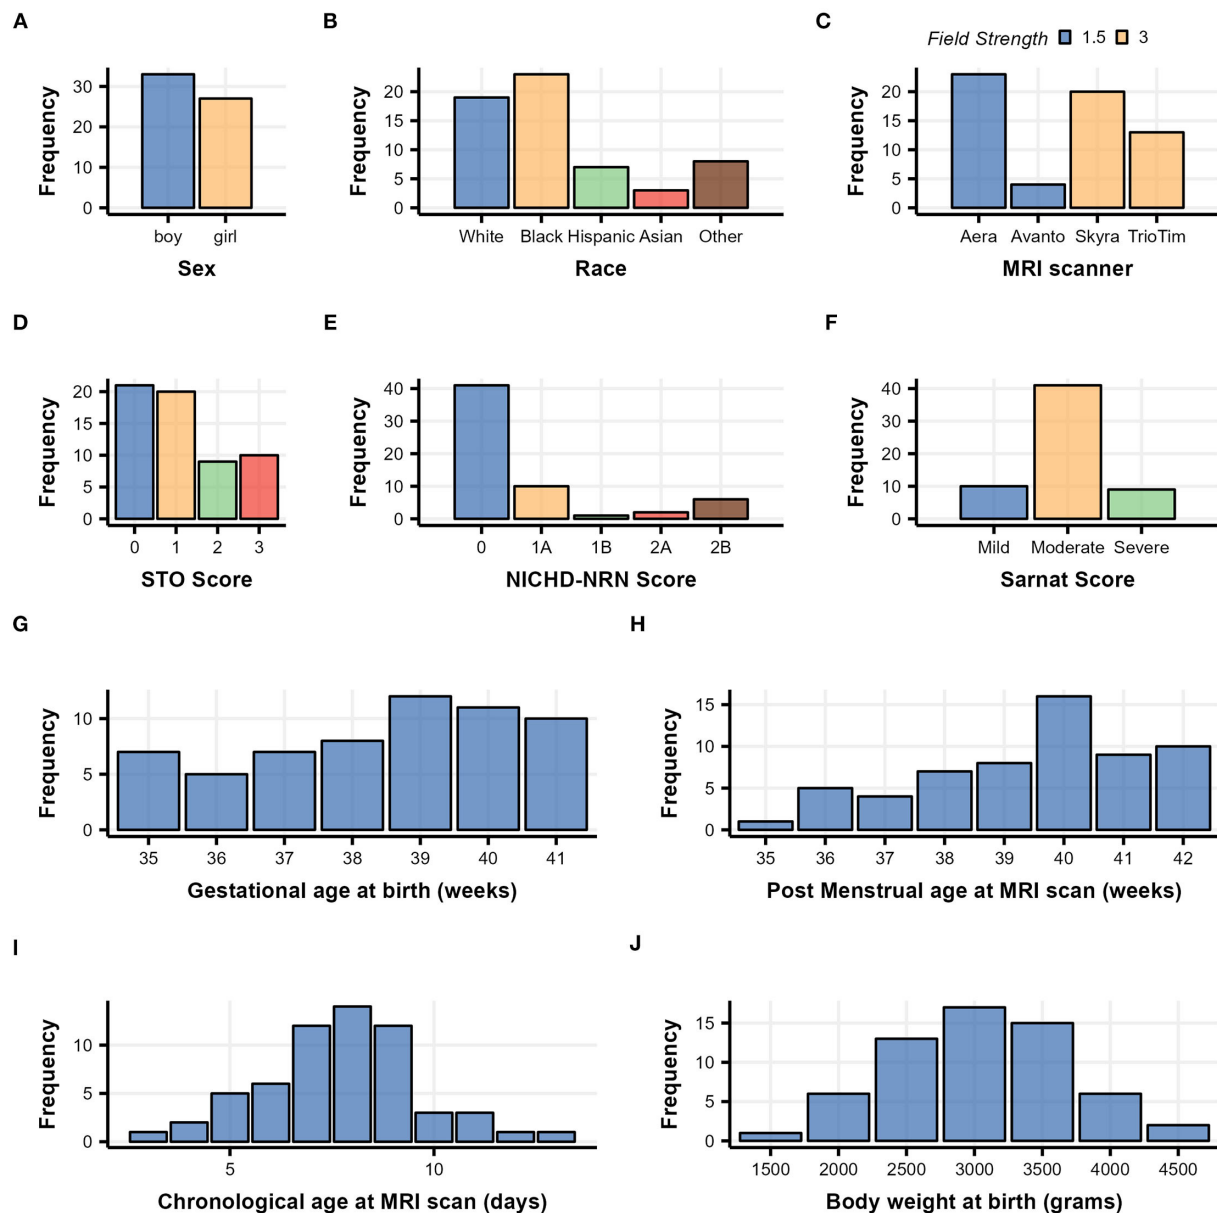 A
Frequency
30
20
10
0
boy girl
Sex
B
Frequency
20
15
10
5
0
White Black Hispanic Asian Other
Race
C
Field Strength 1.5 3
Frequency
20
15
10
5
0
Aera Avanto Skyra TrioTim
MRI scanner
D
Frequency
20
15
10
5
0
0 1 2 3
STO Score
E
Frequency
40
30
20
10
0
0 1A 1B 2A 2B
NICHD-NRN Score
F
Frequency
40
30
20
10
0
Mild Moderate Severe
Sarnat Score
G
Frequency
10
5
0
35 36 37 38 39 40 41
Gestational age at birth (weeks)
H
Frequency
15
10
5
0
35 36 37 38 39 40 41 42
Post Menstrual age at MRI scan (weeks)
I
Frequency
10
5
0
5 10
Chronological age at MRI scan (days)
J
Frequency
15
10
5
0
1500 2000 2500 3000 3500 4000 4500
Body weight at birth (grams)